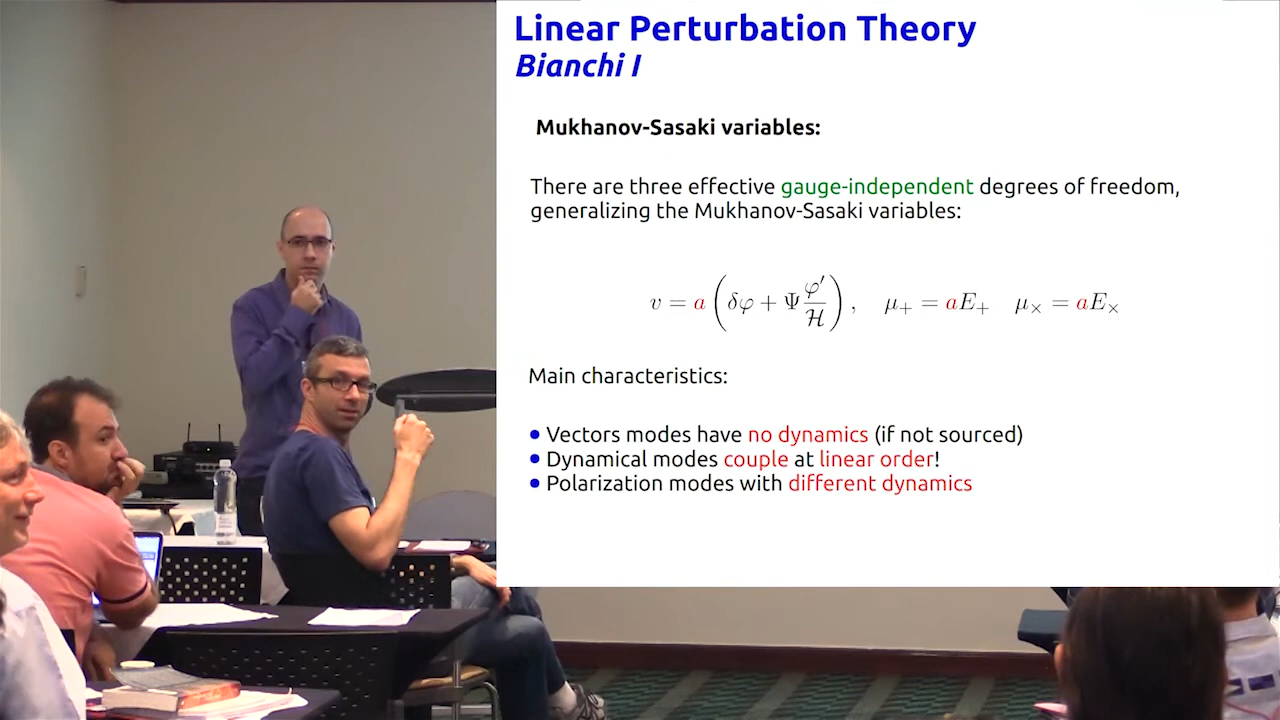 Linear Perturbation Theory
Bianchi I
Mukhanov-Sasaki variables:
There are three effective gauge-independent degrees of freedom,
generalizing the Mukhanov-Sasaki variables:
v = a ( δφ + Ψ φ′/ℋ ) ,   μ₊ = aE₊   μ× = aE×
Main characteristics:
• Vectors modes have no dynamics (if not sourced)
• Dynamical modes couple at linear order!
• Polarization modes with different dynamics